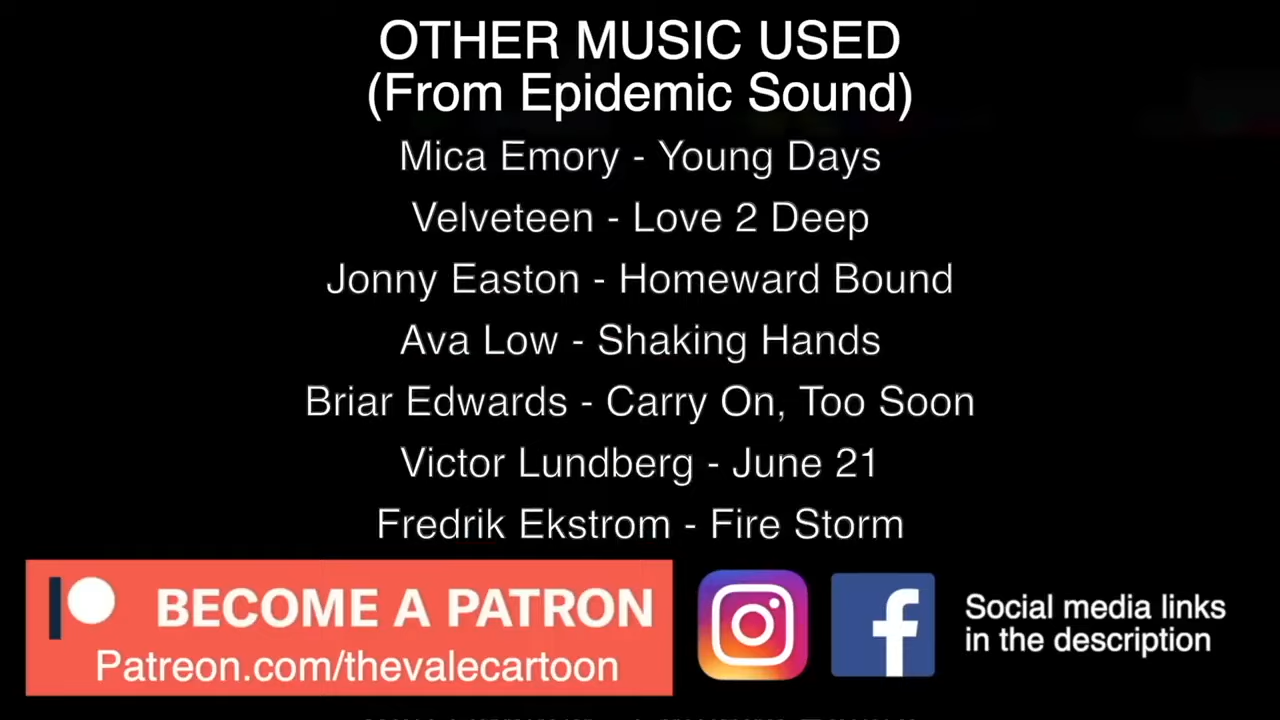 OTHER MUSIC USED
(From Epidemic Sound)
Mica Emory - Young Days
Velveteen - Love 2 Deep
Jonny Easton - Homeward Bound
Ava Low - Shaking Hands
Briar Edwards - Carry On, Too Soon
Victor Lundberg - June 21
Fredrik Ekstrom - Fire Storm
BECOME A PATRON
Patreon.com/thevalecartoon
Social media links
in the description